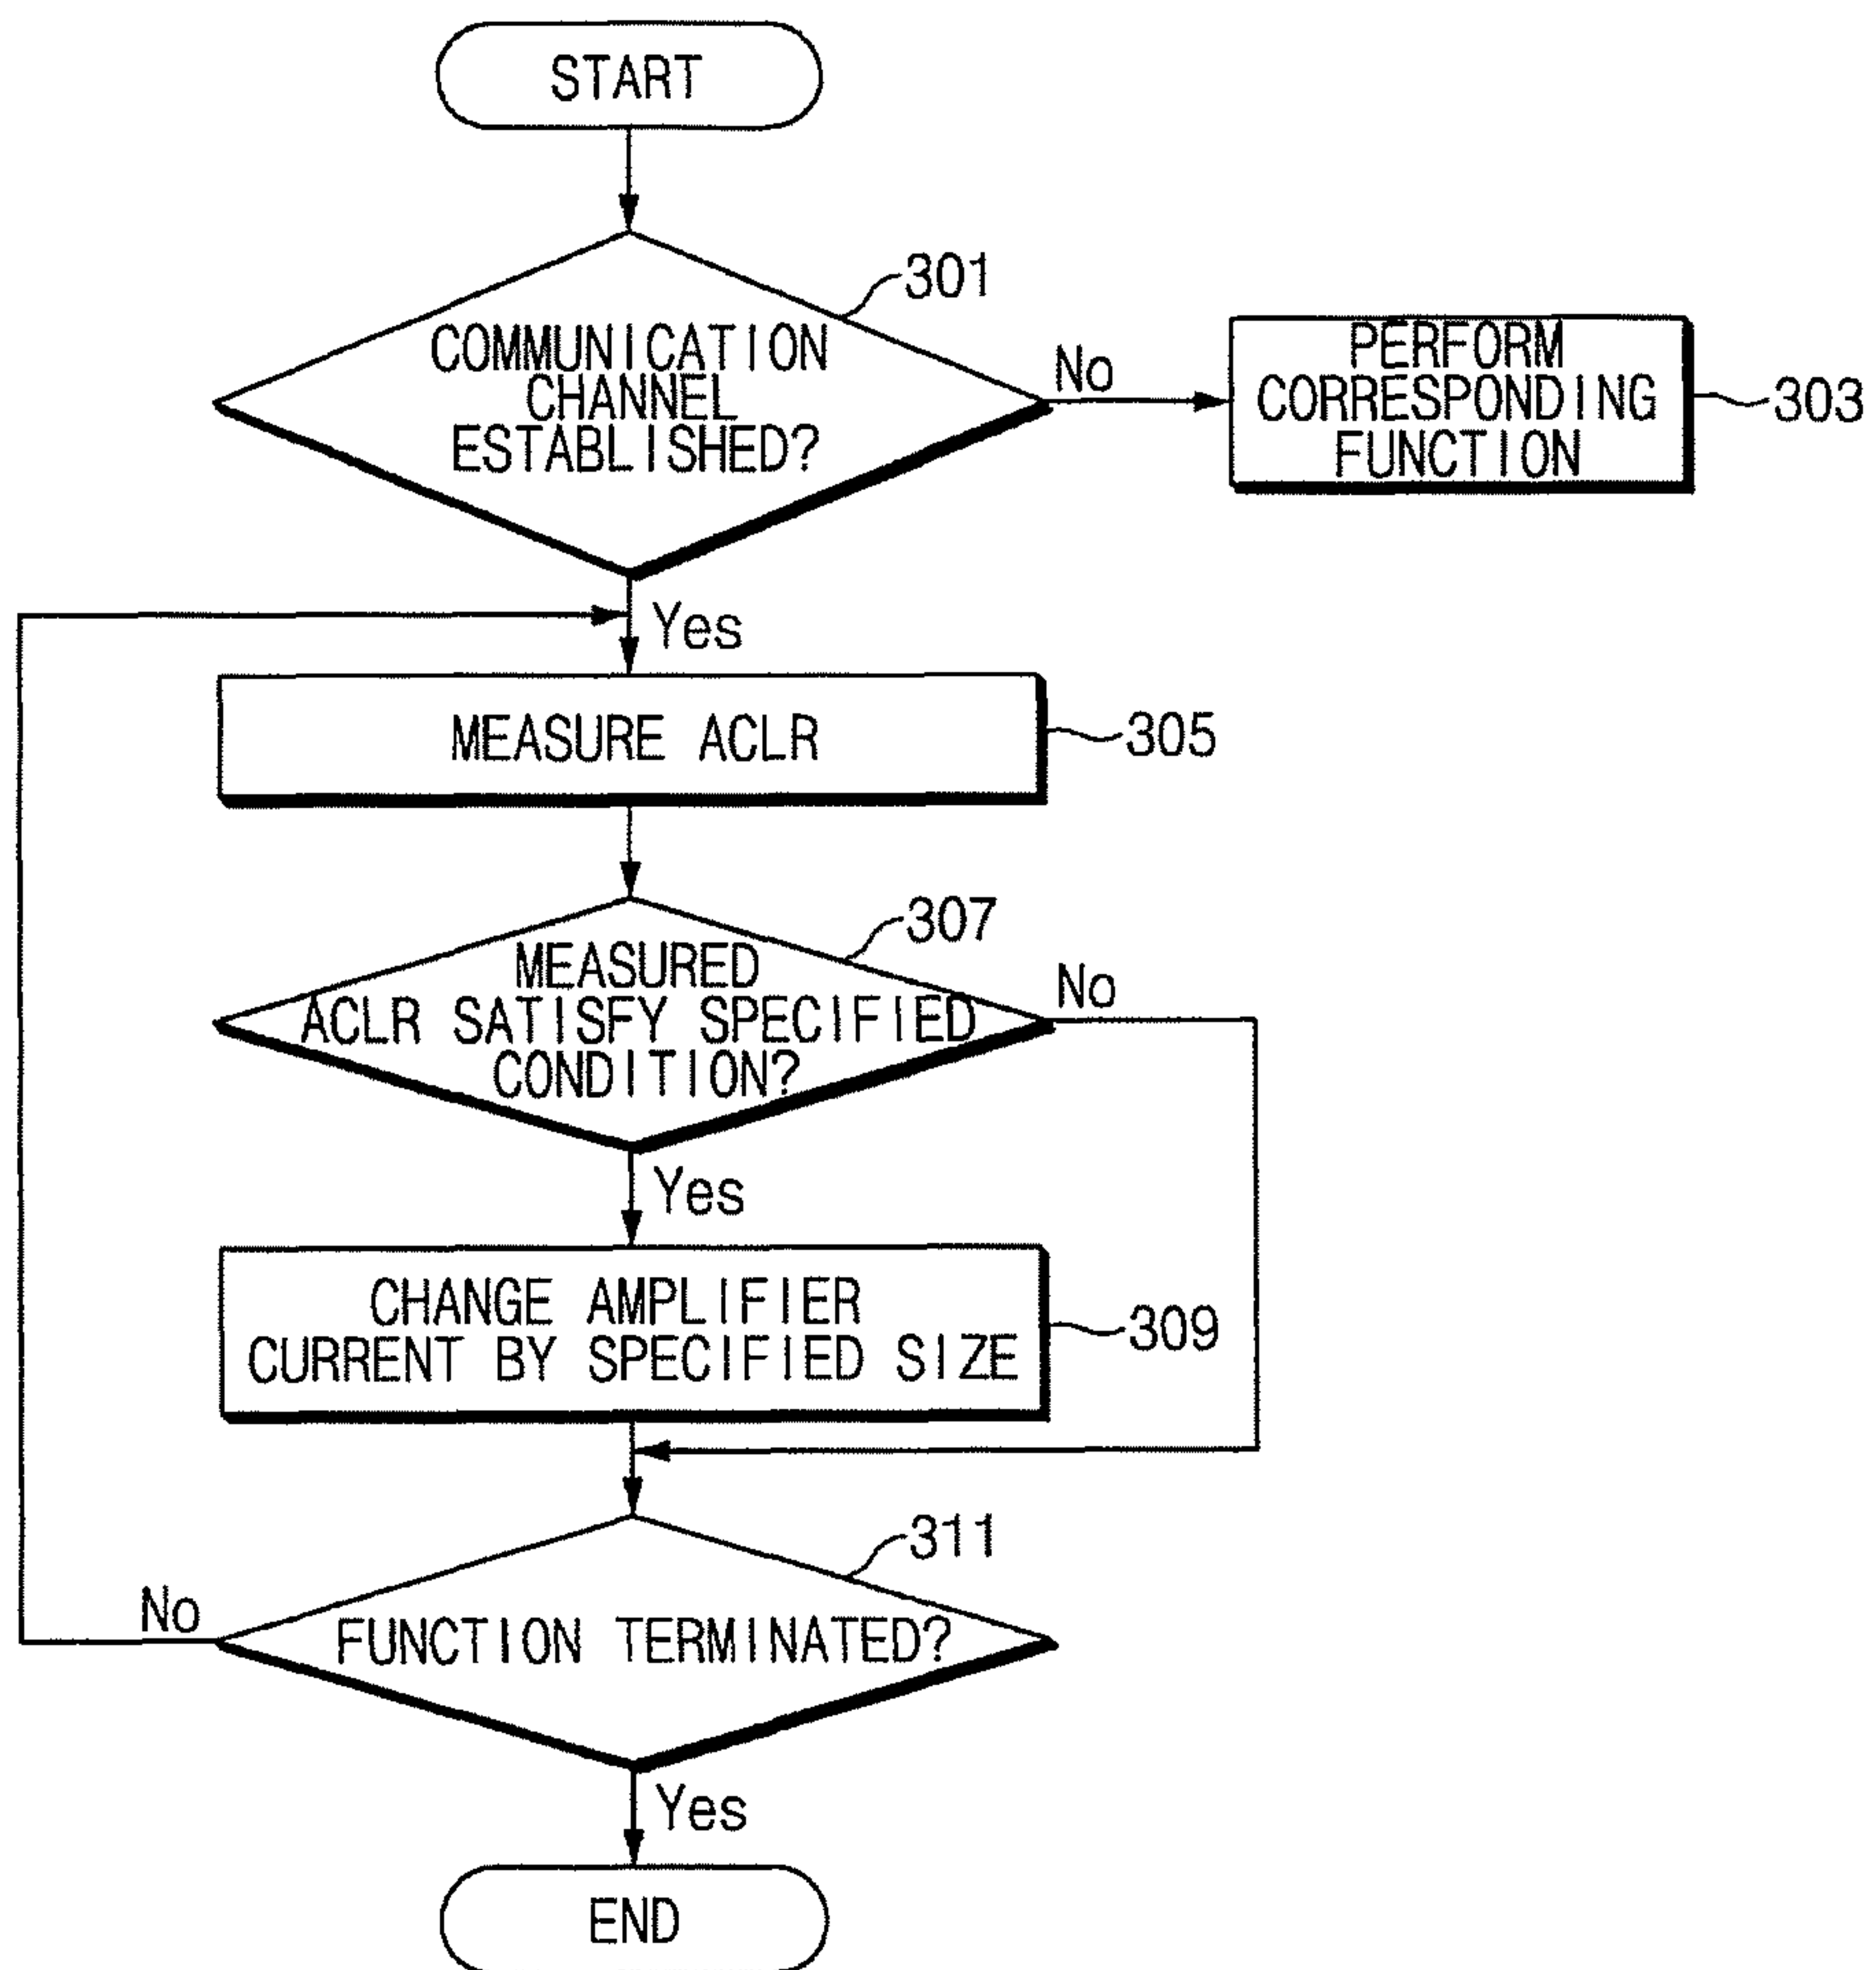 START
301
COMMUNICATION
CHANNEL
ESTABLISHED?
No
PERFORM
CORRESPONDING
FUNCTION
303
Yes
MEASURE ACLR
305
307
MEASURED
ACLR SATISFY SPECIFIED
CONDITION?
No
Yes
CHANGE AMPLIFIER
CURRENT BY SPECIFIED SIZE
309
311
No
FUNCTION TERMINATED?
Yes
END